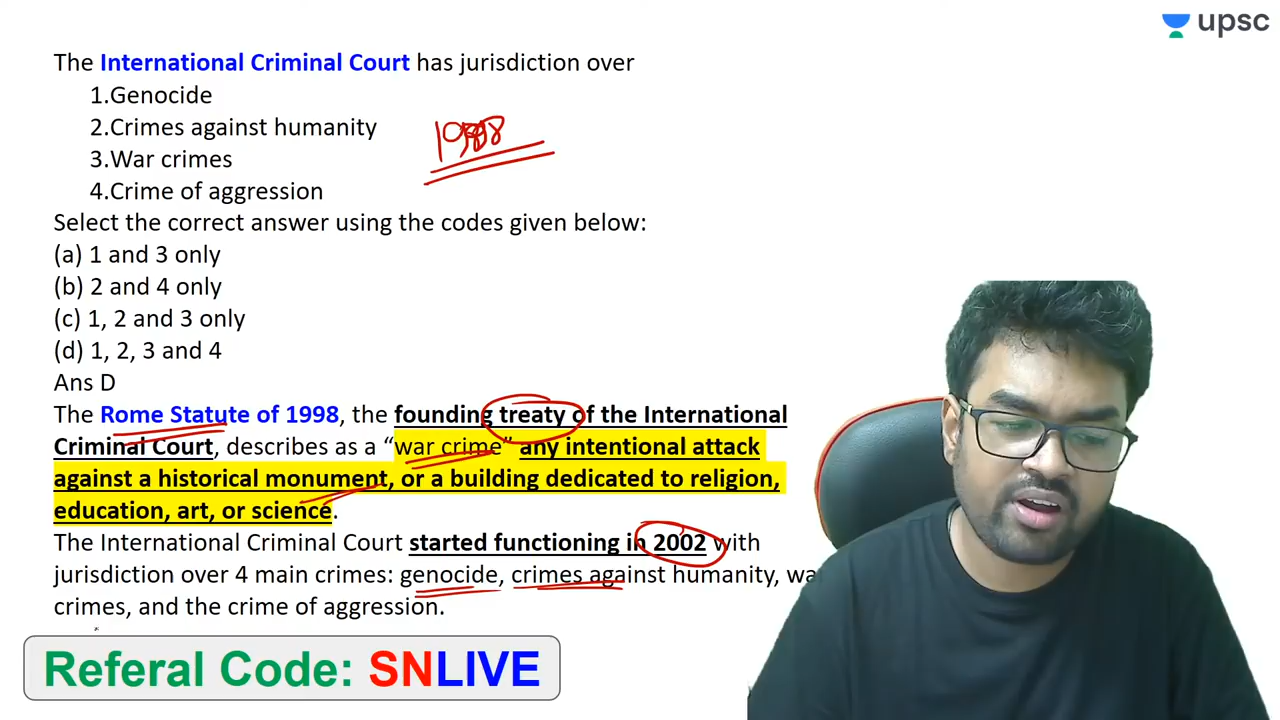 upsc
The International Criminal Court has jurisdiction over
1.Genocide
2.Crimes against humanity
3.War crimes
4.Crime of aggression
Select the correct answer using the codes given below:
(a) 1 and 3 only
(b) 2 and 4 only
(c) 1, 2 and 3 only
(d) 1, 2, 3 and 4
Ans D
The Rome Statute of 1998, the founding treaty of the International
Criminal Court, describes as a “war crime” any intentional attack
against a historical monument, or a building dedicated to religion,
education, art, or science.
The International Criminal Court started functioning in 2002 with
jurisdiction over 4 main crimes: genocide, crimes against humanity, wa
crimes, and the crime of aggression.
Referal Code: SNLIVE